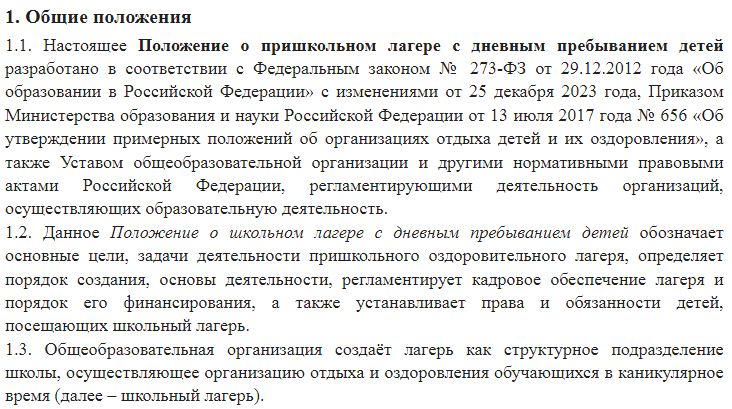 1. Общие положения
1.1. Настоящее Положение о пришкольном лагере с дневным пребыванием детей
разработано в соответствии с Федеральным законом № 273-ФЗ от 29.12.2012 года «Об
образовании в Российской Федерации» с изменениями от 25 декабря 2023 года, Приказом
Министерства образования и науки Российской Федерации от 13 июля 2017 года № 656 «Об
утверждении примерных положений об организациях отдыха детей и их оздоровления», а
также Уставом общеобразовательной организации и другими нормативными правовыми
актами Российской Федерации, регламентирующими деятельность организаций,
осуществляющих образовательную деятельность.
1.2. Данное Положение о школьном лагере с дневным пребыванием детей обозначает
основные цели, задачи деятельности пришкольного оздоровительного лагеря, определяет
порядок создания, основы деятельности, регламентирует кадровое обеспечение лагеря и
порядок его финансирования, а также устанавливает права и обязанности детей,
посещающих школьный лагерь.
1.3. Общеобразовательная организация создаёт лагерь как структурное подразделение
школы, осуществляющее организацию отдыха и оздоровления обучающихся в каникулярное
время (далее – школьный лагерь).